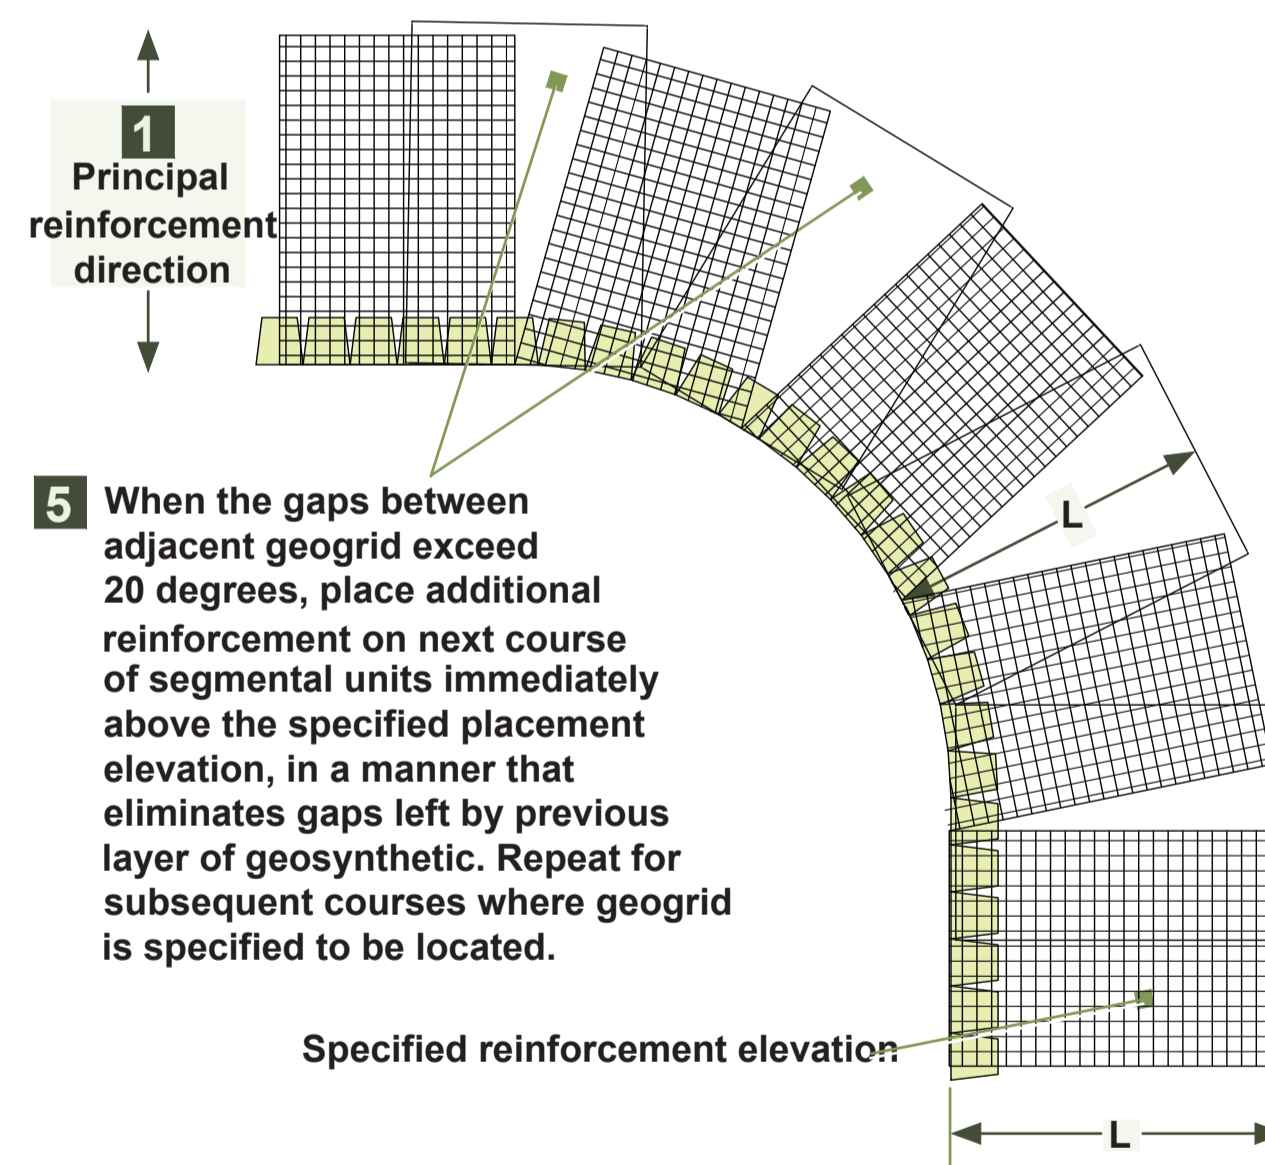 1
Principal
reinforcement
direction
L
5
When the gaps between
adjacent geogrid exceed
20 degrees, place additional
reinforcement on next course
of segmental units immediately
above the specified placement
elevation, in a manner that
eliminates gaps left by previous
layer of geosynthetic. Repeat for
subsequent courses where geogrid
is specified to be located.
Specified reinforcement elevation
L